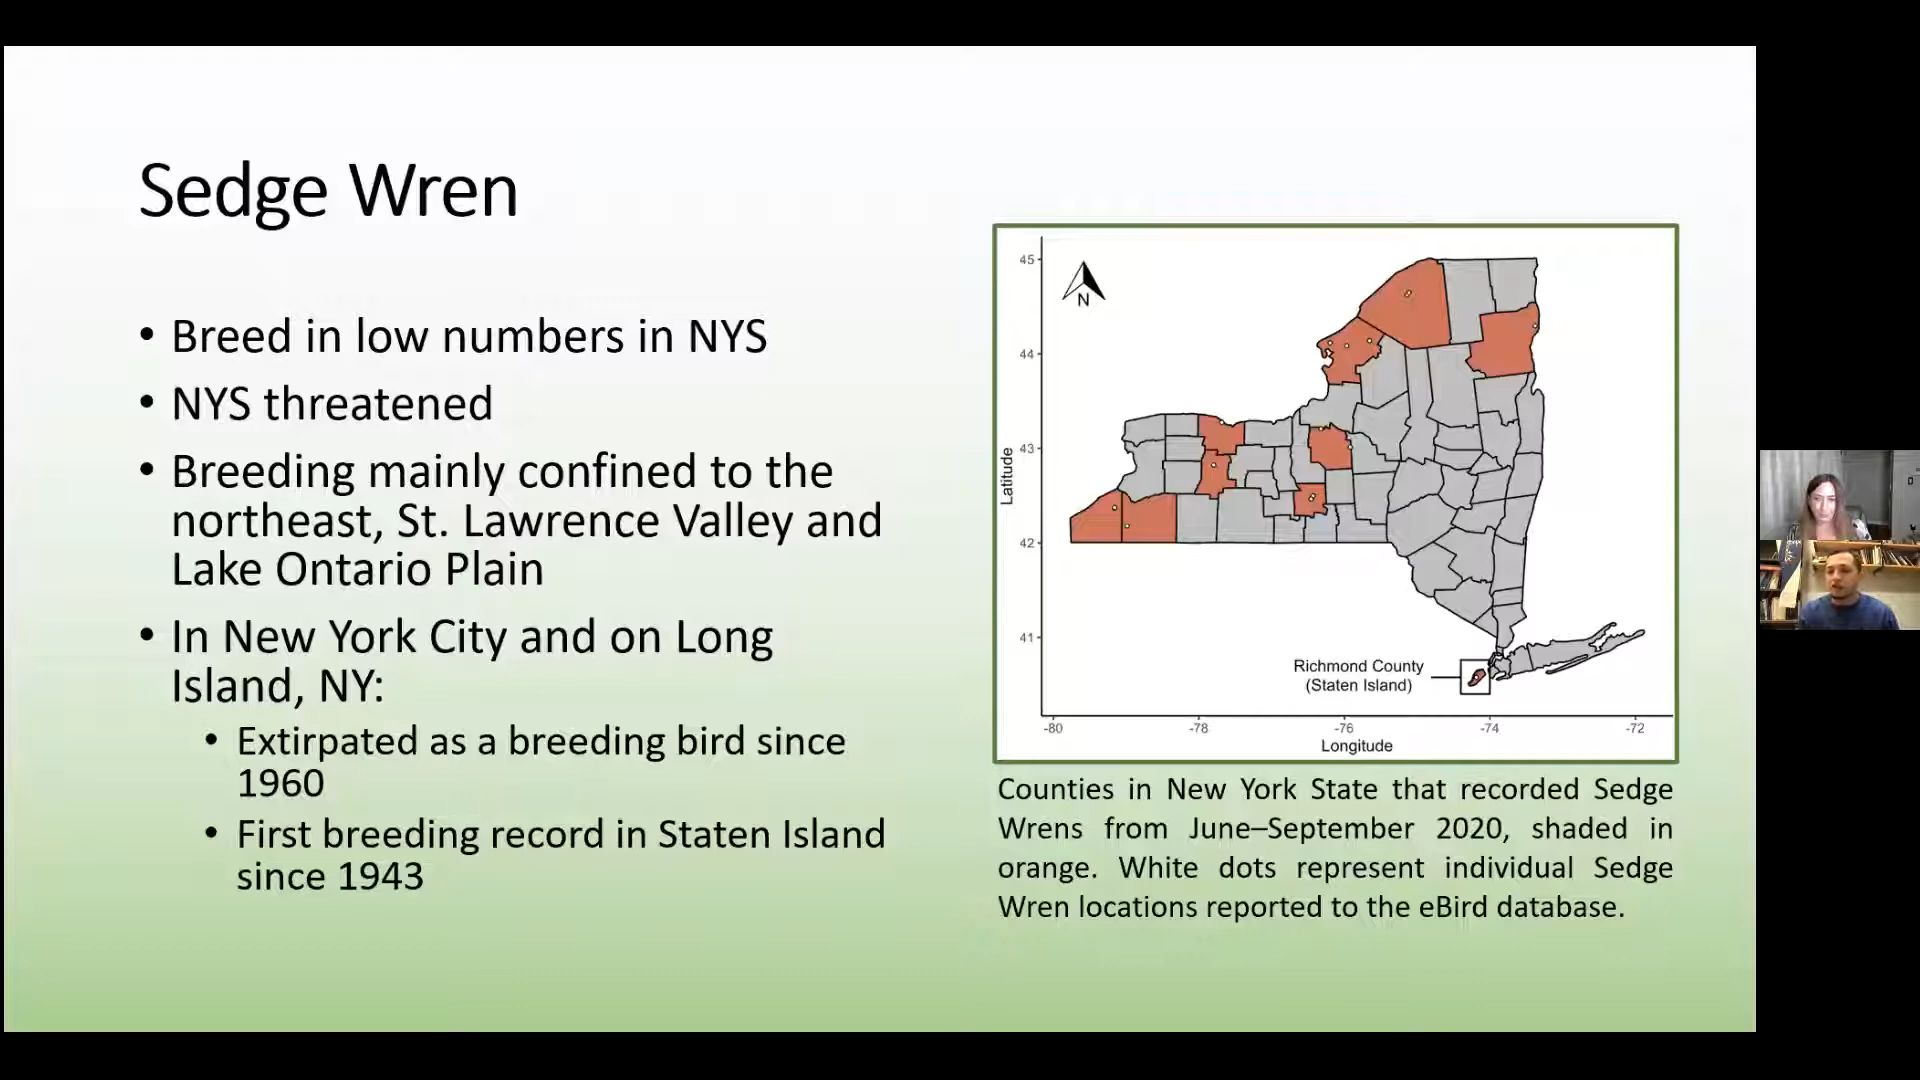 Sedge Wren
• Breed in low numbers in NYS
• NYS threatened
• Breeding mainly confined to the
northeast, St. Lawrence Valley and
Lake Ontario Plain
• In New York City and on Long
Island, NY:
• Extirpated as a breeding bird since
1960
• First breeding record in Staten Island
since 1943
N
45
44
43
42
41
Latitude
Richmond County
(Staten Island)
-80
-78
-76
-74
-72
Longitude
Counties in New York State that recorded Sedge
Wrens from June–September 2020, shaded in
orange. White dots represent individual Sedge
Wren locations reported to the eBird database.